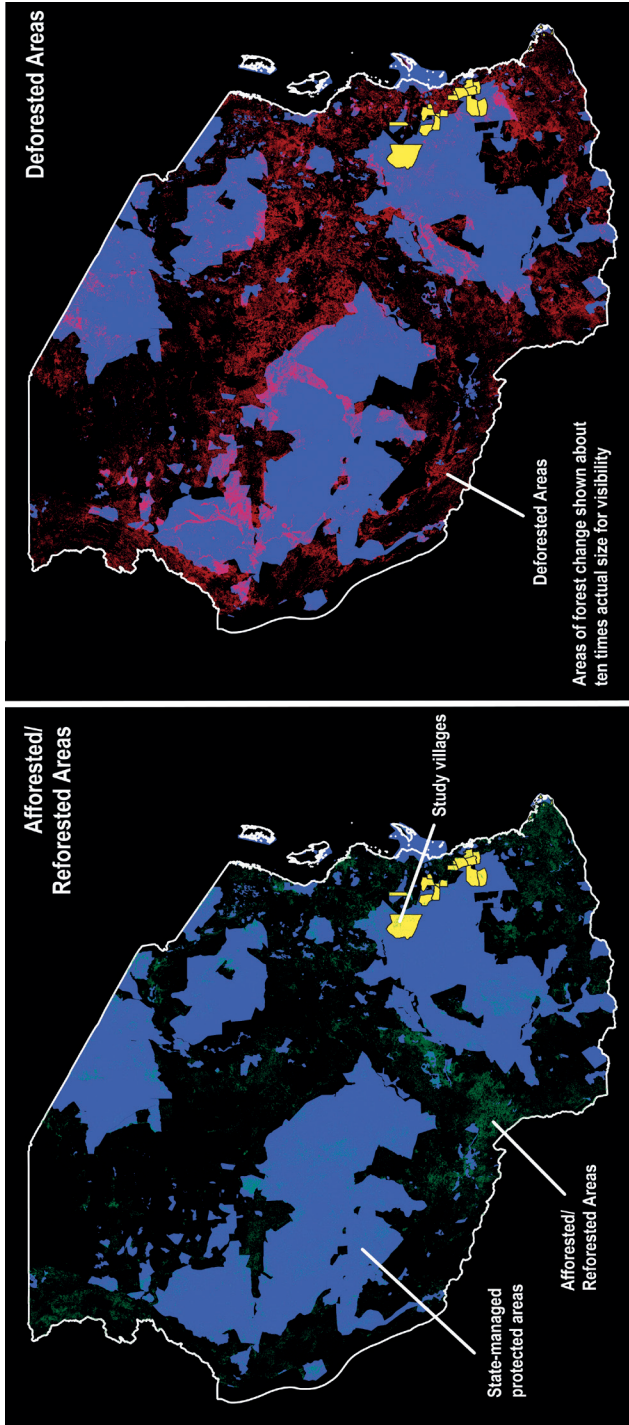 Afforested/
Reforested Areas
Study villages
State-managed
protected areas
Afforested/
Reforested Areas
Deforested Areas
Deforested Areas
Areas of forest change shown about
ten times actual size for visibility